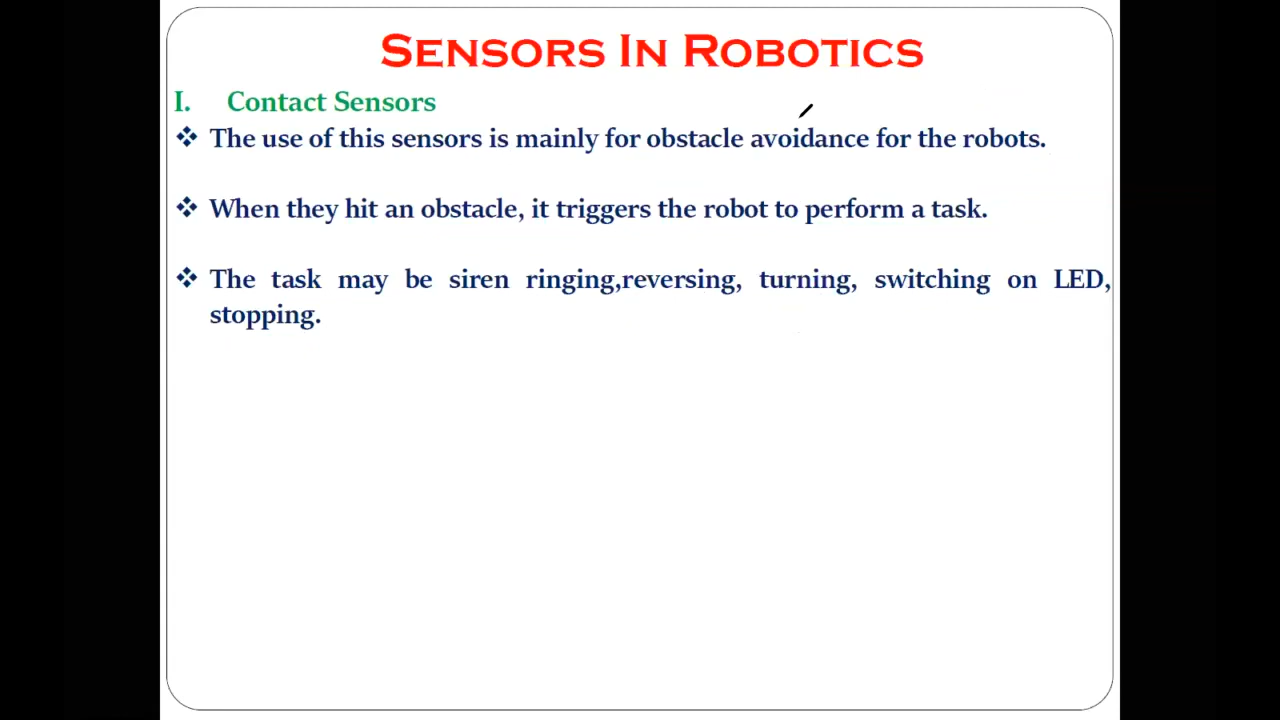 SENSORS IN ROBOTICS
I. Contact Sensors
❖ The use of this sensors is mainly for obstacle avoidance for the robots.
❖ When they hit an obstacle, it triggers the robot to perform a task.
❖ The task may be siren ringing,reversing, turning, switching on LED,
stopping.